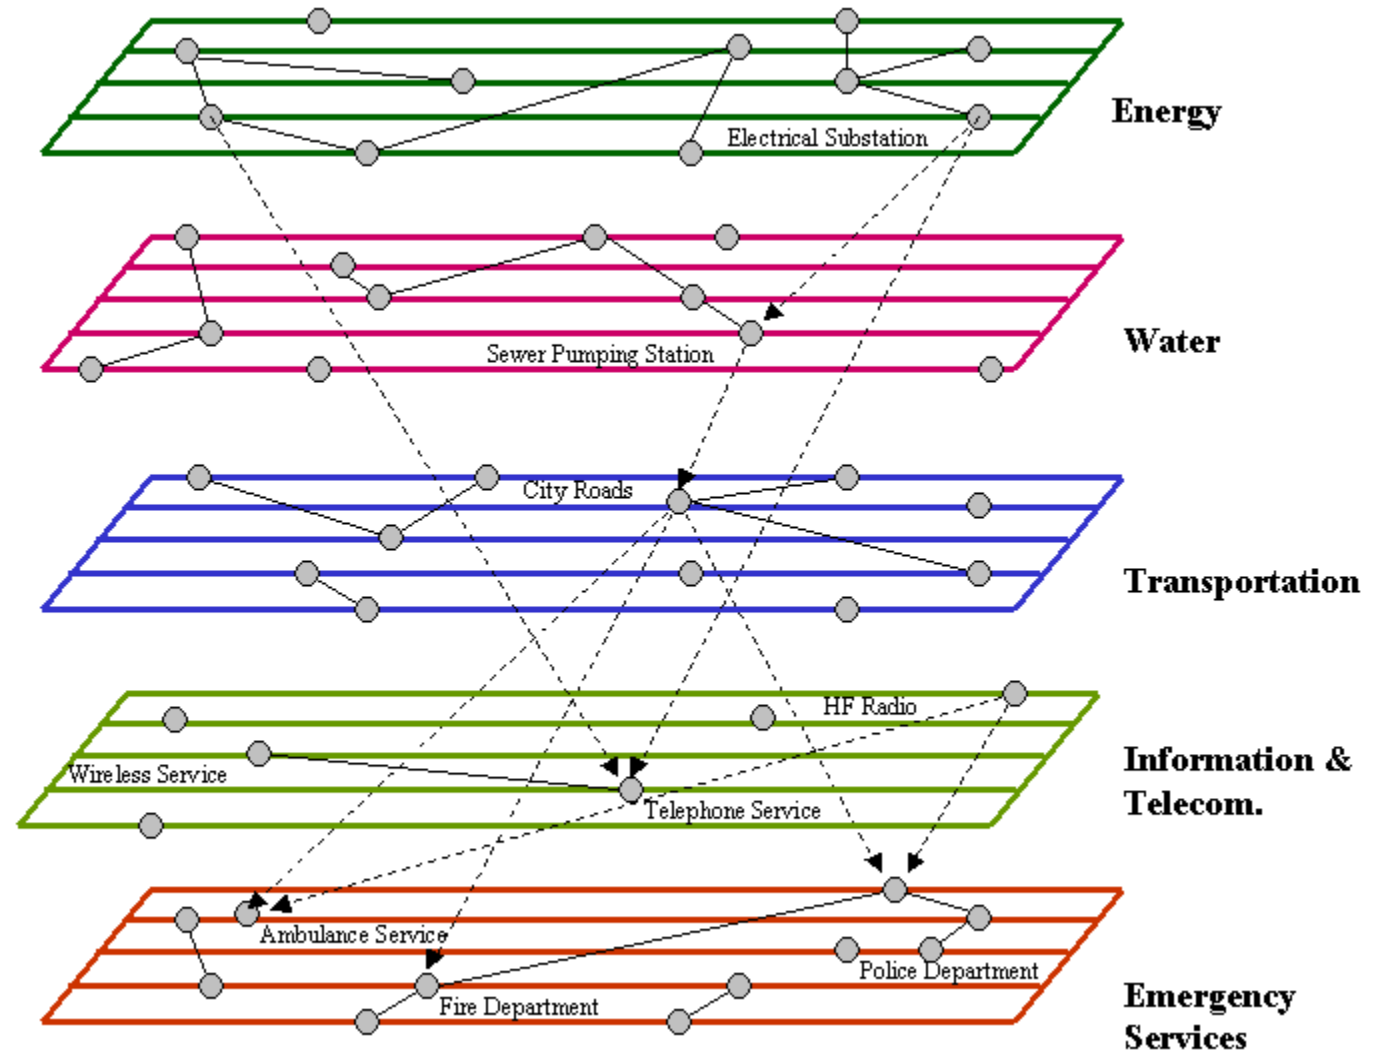 Energy
Electrical Substation
Water
Sewer Pumping Station
City Roads
Transportation
HF Radio
Information &
Telecom.
Wireless Service
Telephone Service
Ambulance Service
Police Department
Fire Department
Emergency
Services